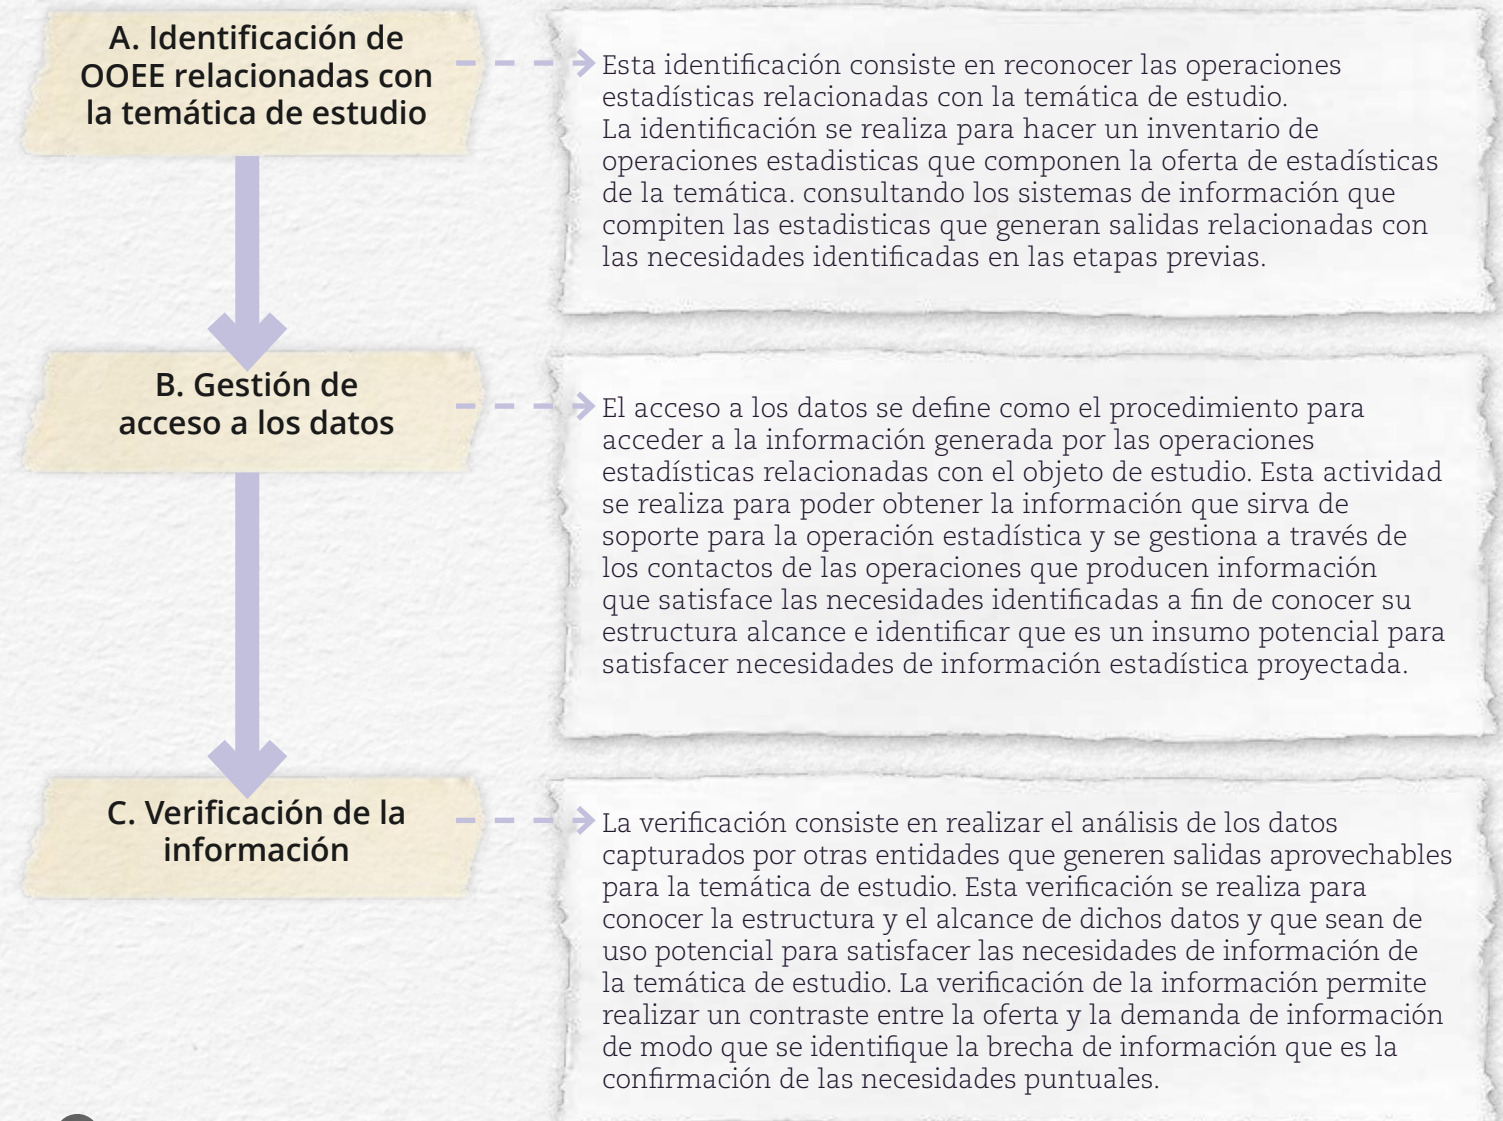 A. Identificación de
OOEE relacionadas con
la temática de estudio
Esta identificación consiste en reconocer las operaciones
estadísticas relacionadas con la temática de estudio.
La identificación se realiza para hacer un inventario de
operaciones estadisticas que componen la oferta de estadísticas
de la temática. consultando los sistemas de información que
compiten las estadisticas que generan salidas relacionadas con
las necesidades identificadas en las etapas previas.
B. Gestión de
acceso a los datos
El acceso a los datos se define como el procedimiento para
acceder a la información generada por las operaciones
estadísticas relacionadas con el objeto de estudio. Esta actividad
se realiza para poder obtener la información que sirva de
soporte para la operación estadística y se gestiona a través de
los contactos de las operaciones que producen información
que satisface las necesidades identificadas a fin de conocer su
estructura alcance e identificar que es un insumo potencial para
satisfacer necesidades de información estadística proyectada.
C. Verificación de la
información
La verificación consiste en realizar el análisis de los datos
capturados por otras entidades que generen salidas aprovechables
para la temática de estudio. Esta verificación se realiza para
conocer la estructura y el alcance de dichos datos y que sean de
uso potencial para satisfacer las necesidades de información de
la temática de estudio. La verificación de la información permite
realizar un contraste entre la oferta y la demanda de información
de modo que se identifique la brecha de información que es la
confirmación de las necesidades puntuales.